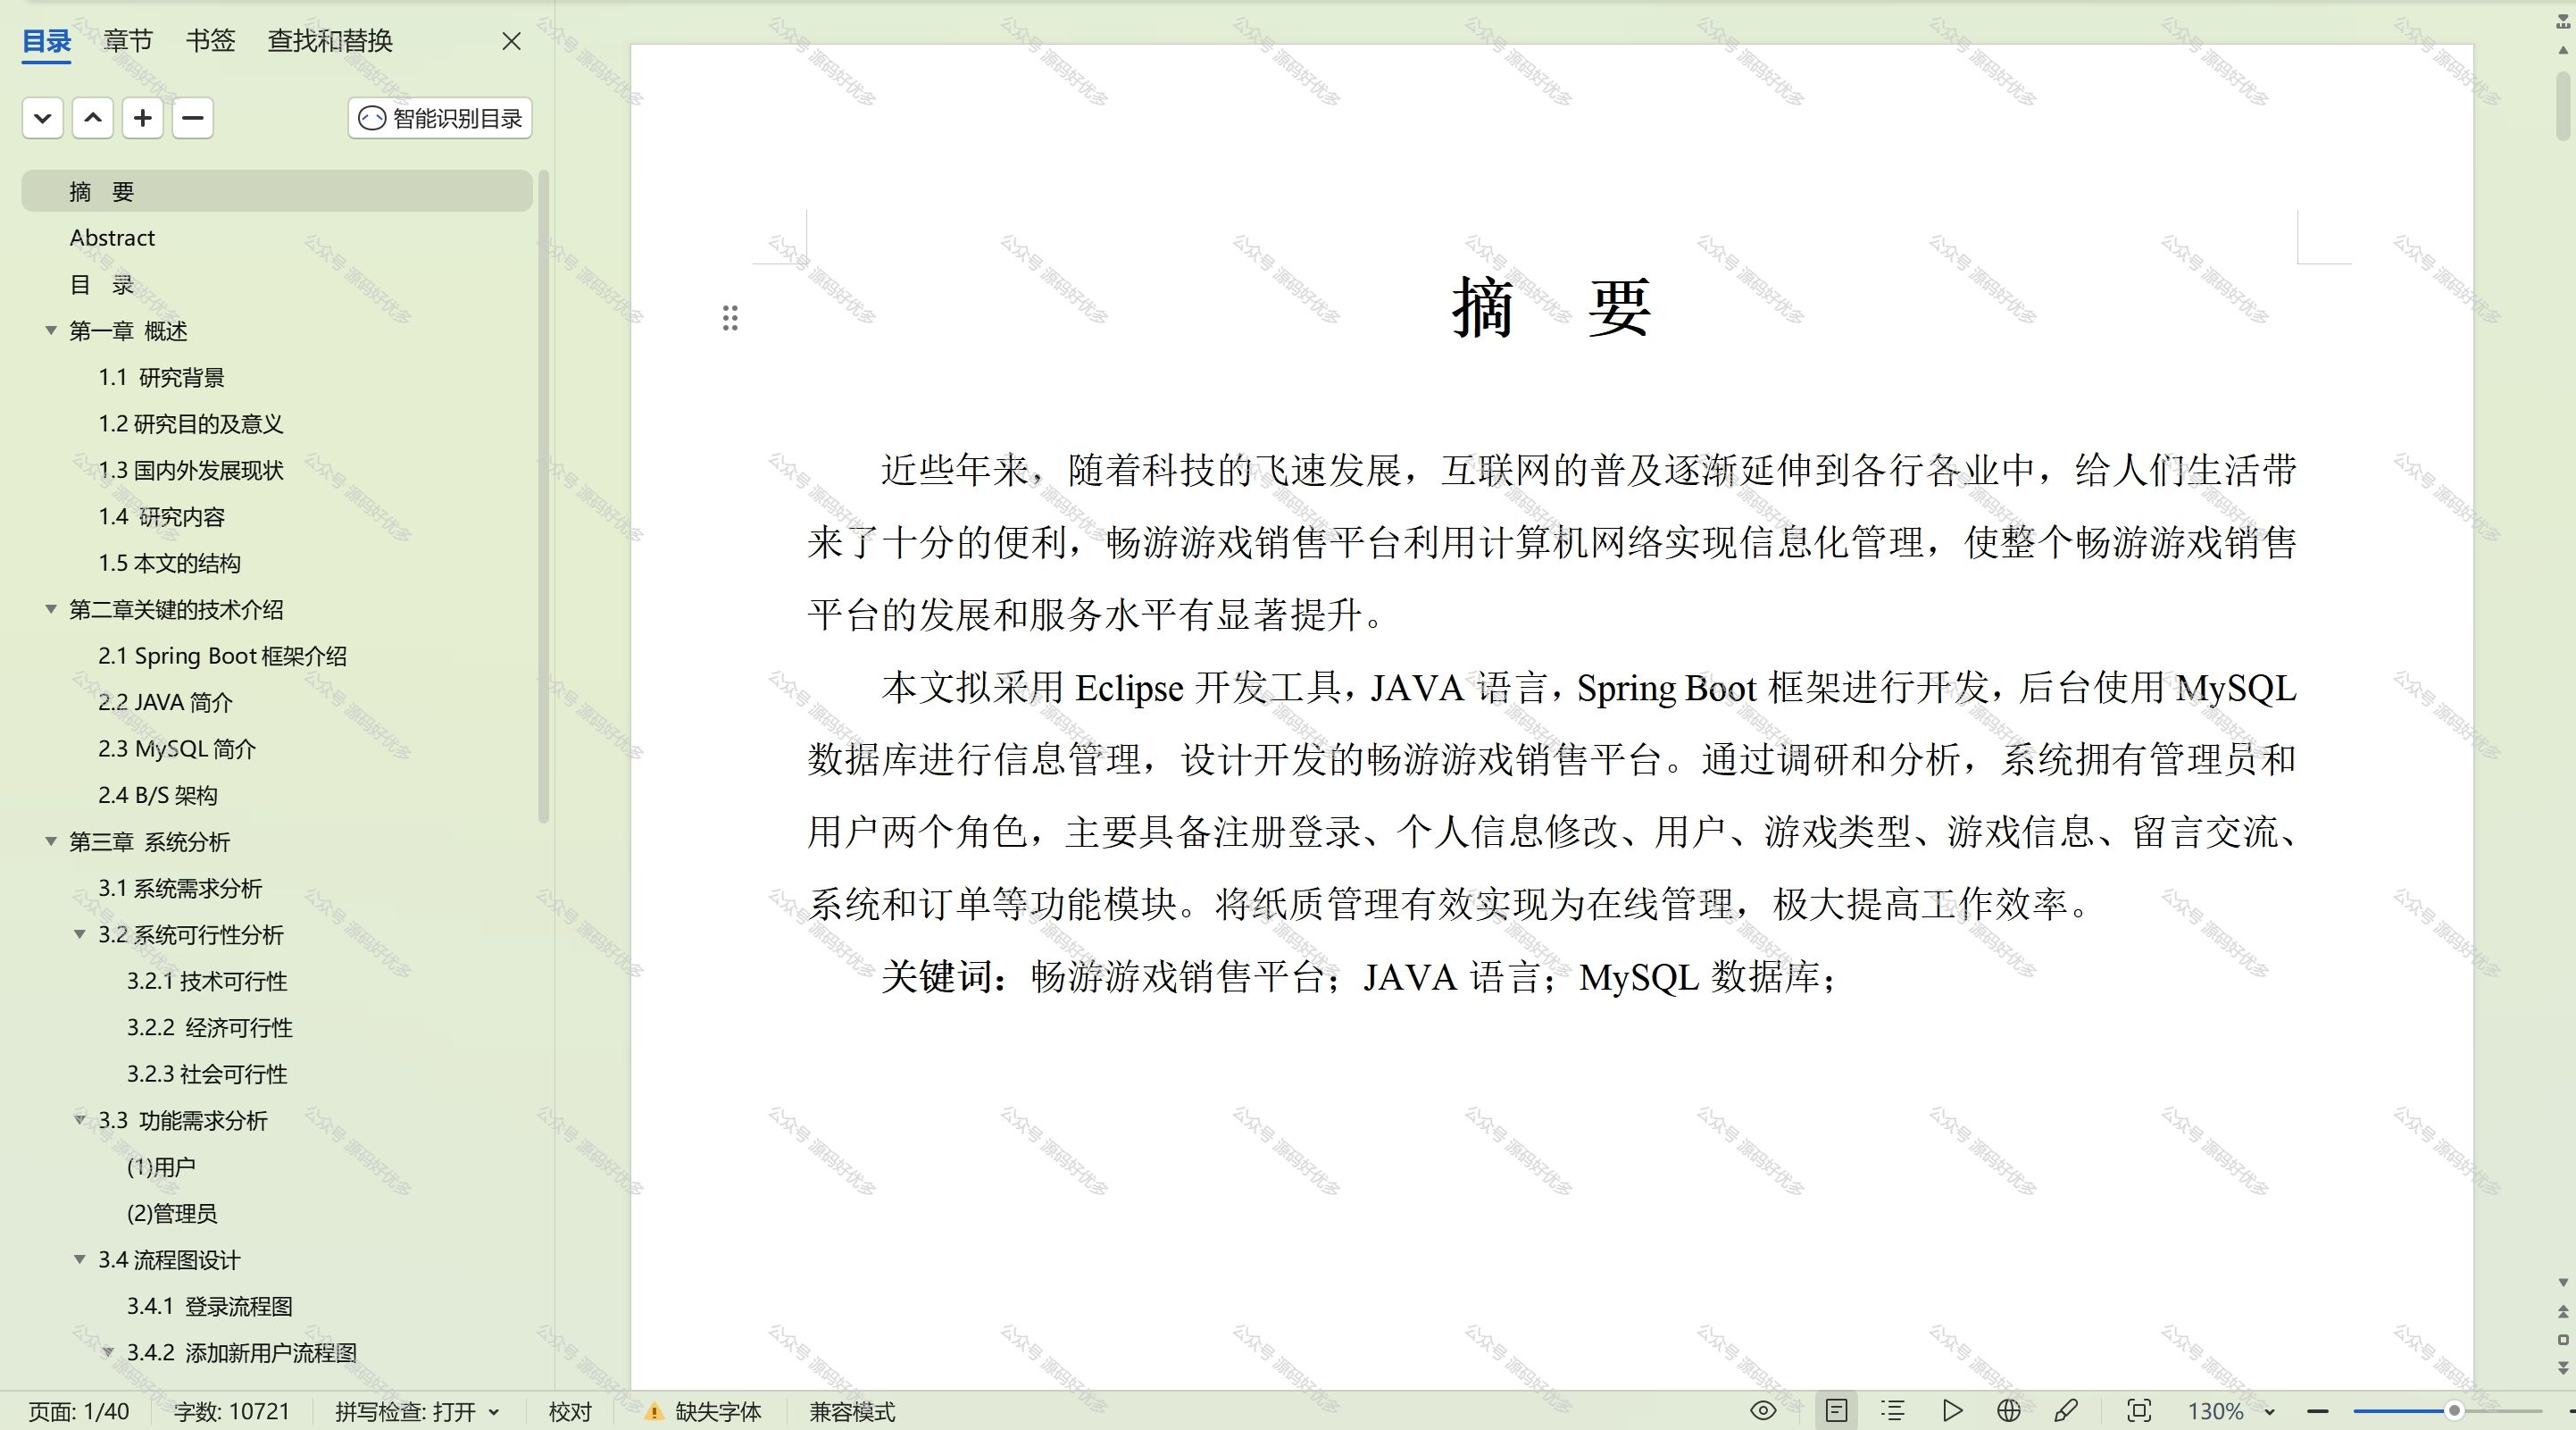 目录 章节 书签 查找和替换
智能识别目录
摘 要
Abstract
目 录
第一章 概述
1.1 研究背景
1.2 研究目的及意义
1.3 国内外发展现状
1.4 研究内容
1.5 本文的结构
第二章关键的技术介绍
2.1 Spring Boot 框架介绍
2.2 JAVA 简介
2.3 MySQL 简介
2.4 B/S 架构
第三章 系统分析
3.1 系统需求分析
3.2 系统可行性分析
3.2.1 技术可行性
3.2.2 经济可行性
3.2.3 社会可行性
3.3 功能需求分析
(1)用户
(2)管理员
3.4 流程图设计
3.4.1 登录流程图
3.4.2 添加新用户流程图
摘 要
近些年来，随着科技的飞速发展，互联网的普及逐渐延伸到各行各业中，给人们生活带
来了十分的便利，畅游游戏销售平台利用计算机网络实现信息化管理，使整个畅游游戏销售
平台的发展和服务水平有显著提升。
本文拟采用 Eclipse 开发工具，JAVA 语言，Spring Boot 框架进行开发，后台使用 MySQL
数据库进行信息管理，设计开发的畅游游戏销售平台。通过调研和分析，系统拥有管理员和
用户两个角色，主要具备注册登录、个人信息修改、用户、游戏类型、游戏信息、留言交流、
系统和订单等功能模块。将纸质管理有效实现为在线管理，极大提高工作效率。
关键词：畅游游戏销售平台；JAVA 语言；MySQL 数据库；
页面: 1/40 字数: 10721 拼写检查: 打开 校对 缺失字体 兼容模式 130%
公众号 源码好优多